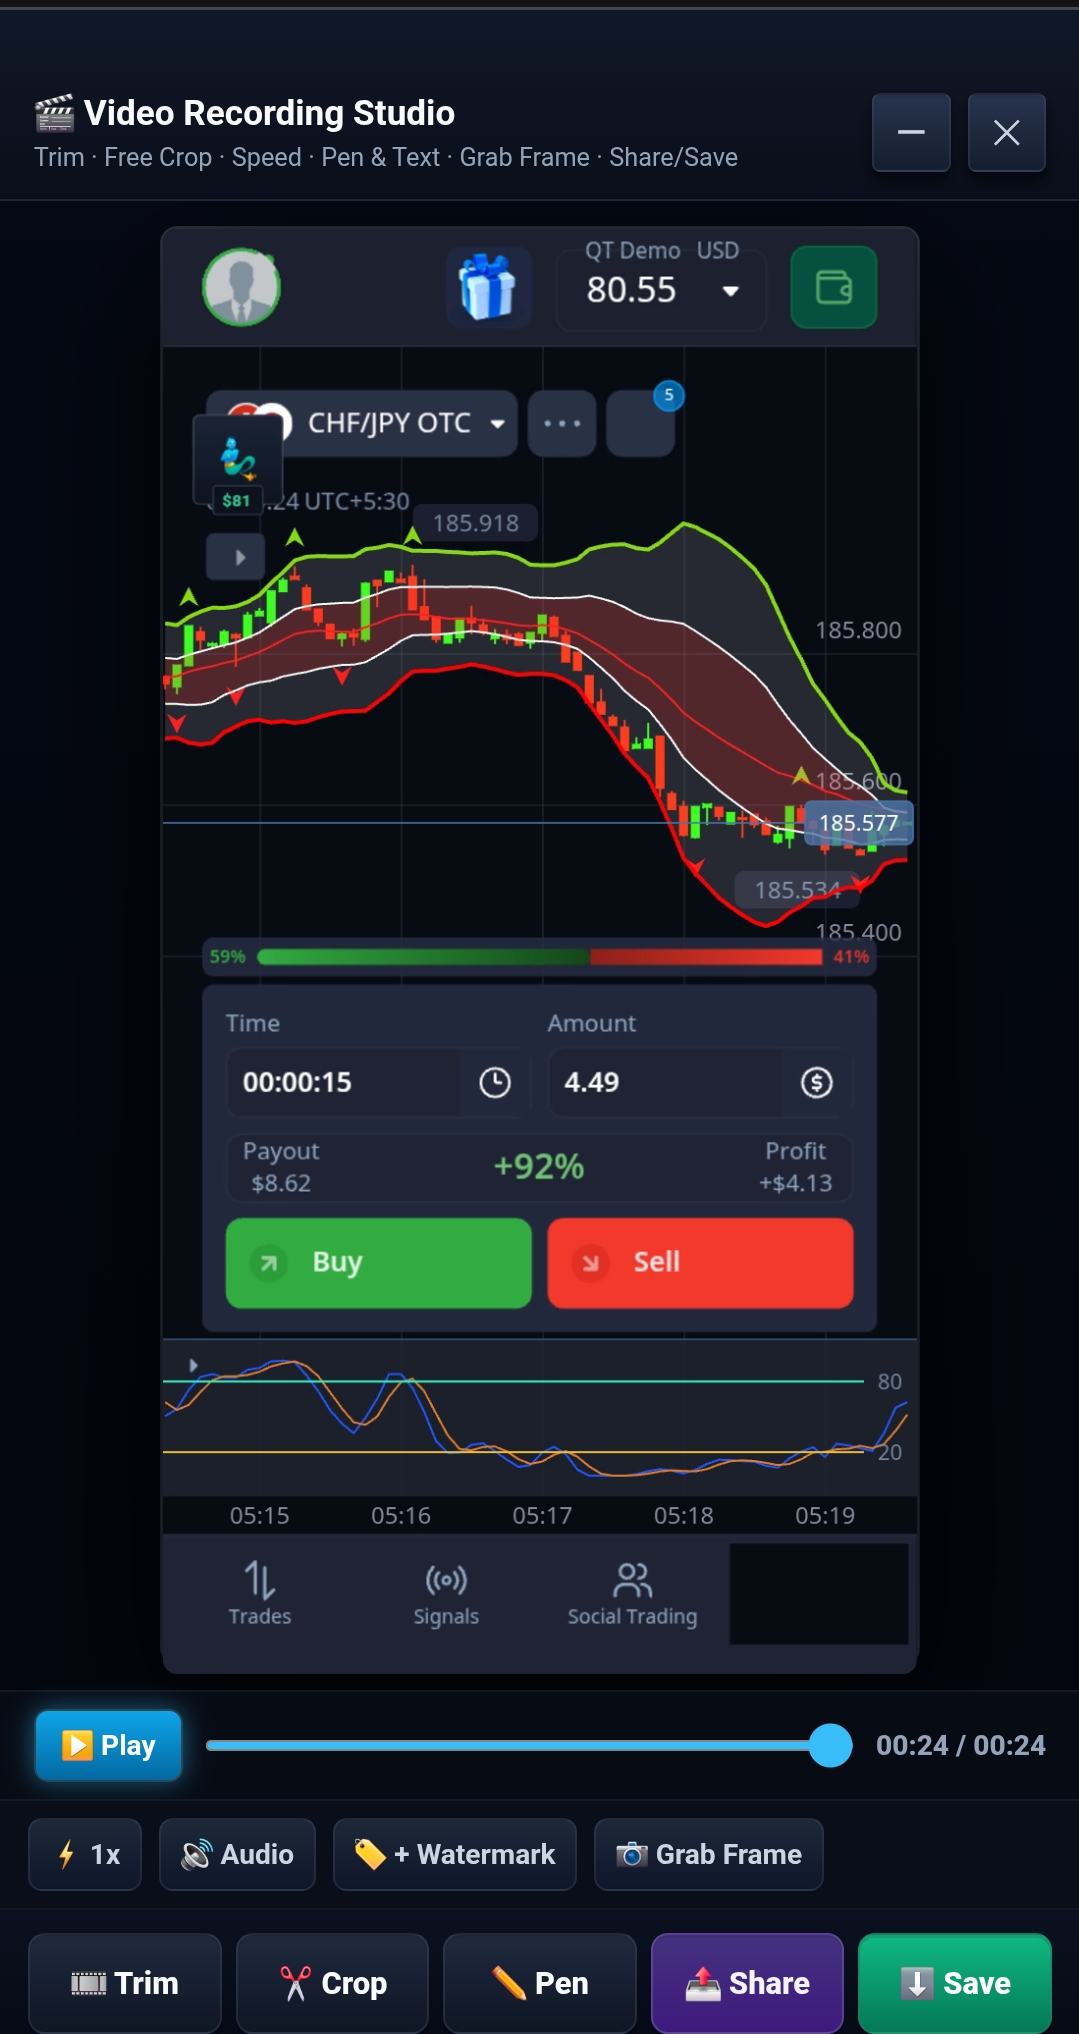 Video Recording Studio
Trim · Free Crop · Speed · Pen & Text · Grab Frame · Share/Save
QT Demo USD
80.55
5
CHF/JPY OTC
$81
24 UTC+5:30
185.918
185.800
185.600
185.577
185.534
185.400
59%
41%
Time
Amount
00:00:15
4.49
Payout
$8.62
+92%
Profit
+$4.13
Buy
Sell
80
20
05:15
05:16
05:17
05:18
05:19
Trades
Signals
Social Trading
Play
00:24 / 00:24
1x
Audio
+ Watermark
Grab Frame
Trim
Crop
Pen
Share
Save